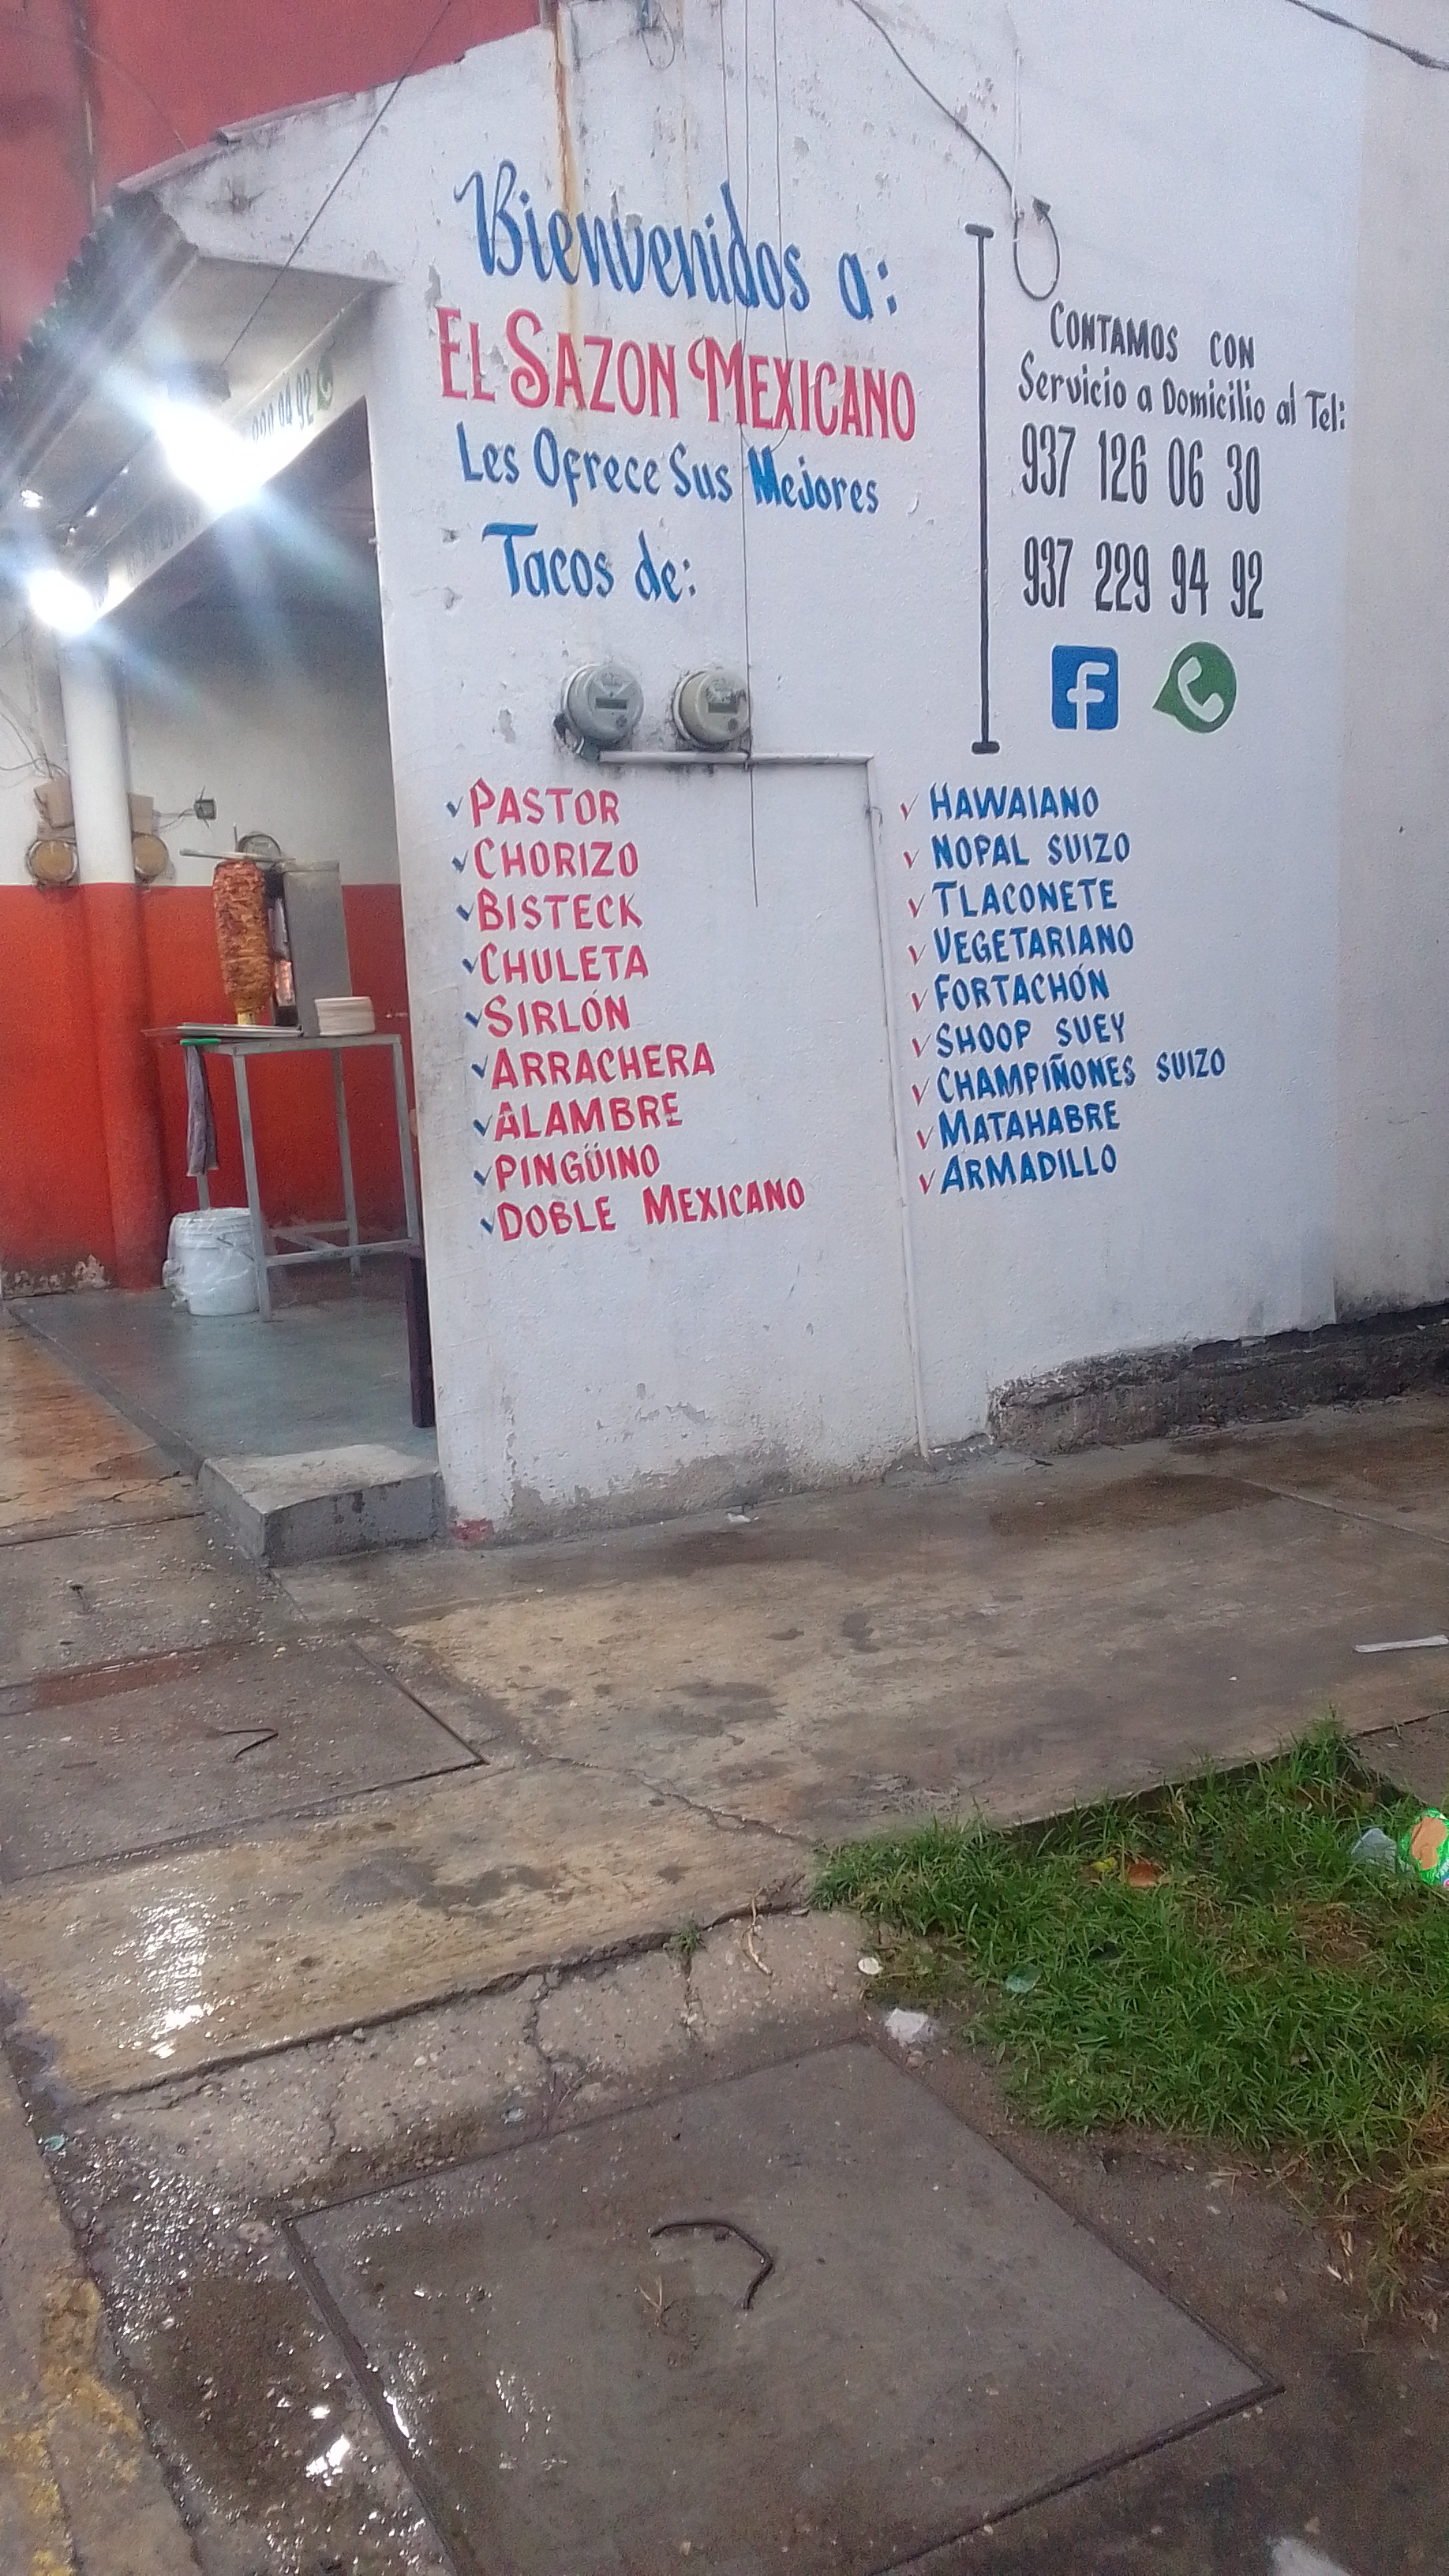 Bienvenidos a:
EL SAZON MEXICANO
Les Ofrece Sus Mejores
Tacos de:
CONTAMOS CON
Servicio a Domicilio al Tel:
937 126 06 30
937 229 94 92
PASTOR
CHORIZO
BISTECK
CHULETA
SIRLÓN
ARRACHERA
ALAMBRE
PINGÜINO
DOBLE MEXICANO
HAWAIANO
NOPAL SUIZO
TLACONETE
VEGETARIANO
FORTACHÓN
SHOOP SUEY
CHAMPIÑONES SUIZO
MATAHABRE
ARMADILLO
94 92